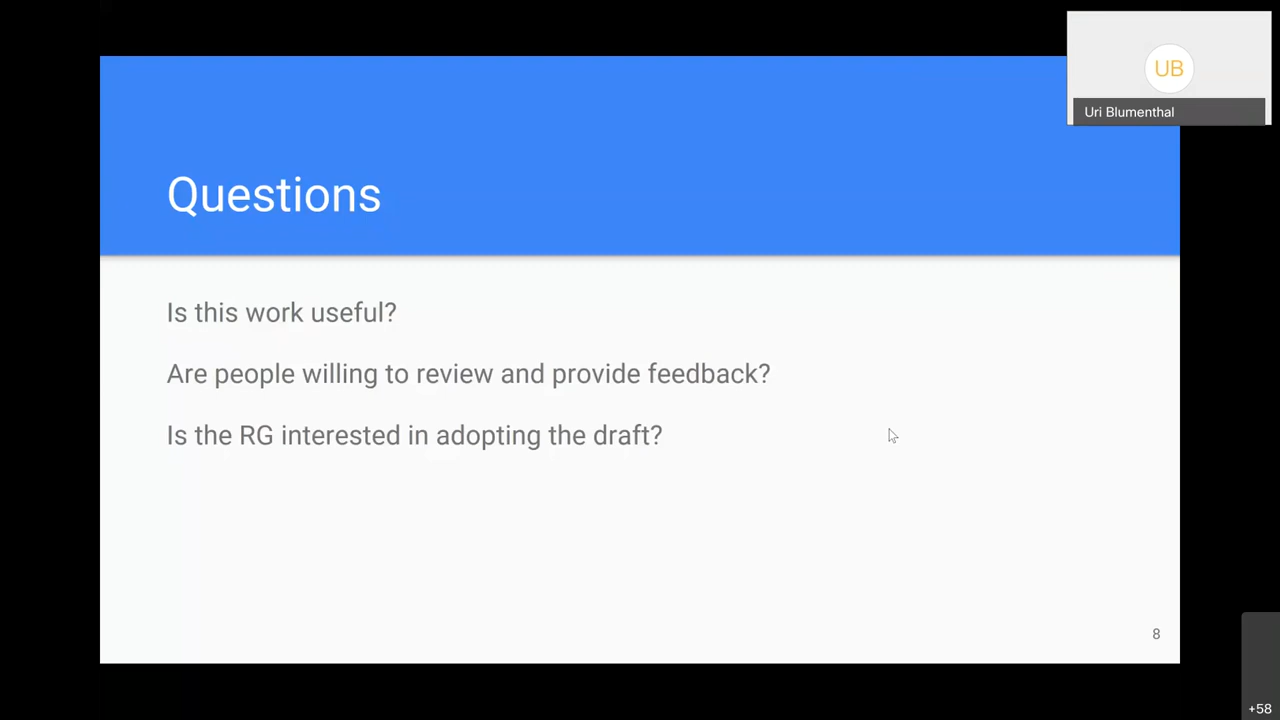 UB
Uri Blumenthal
Questions
Is this work useful?
Are people willing to review and provide feedback?
Is the RG interested in adopting the draft?
8
+58